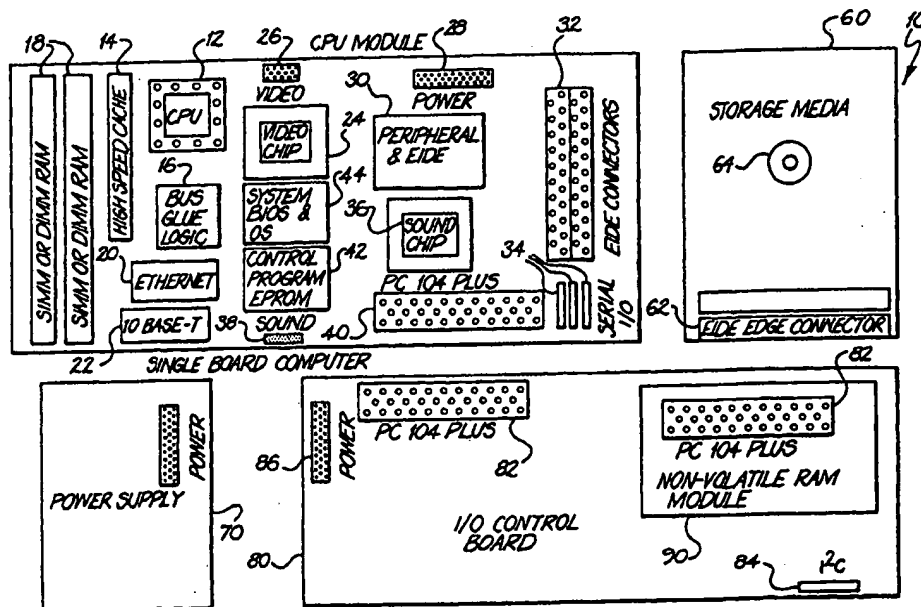 CPU MODULE
18
14
12
26
VIDEO
28
POWER
30
32
60
10
SIMM OR DIMM RAM
SIMM OR DIMM RAM
HIGH SPEED CACHE
CPU
VIDEO
CHIP
24
PERIPHERAL
& EIDE
EIDE CONNECTORS
STORAGE MEDIA
64
16
BUS
GLUE
LOGIC
SYSTEM
BIOS &
OS
44
36
SOUND
CHIP
34
20
ETHERNET
CONTROL
PROGRAM
EPROM
42
PC 104 PLUS
SERIAL
I/O
22
10 BASE-T
SOUND
38
40
62
EIDE EDGE CONNECTOR
SINGLE BOARD COMPUTER
82
POWER
POWER SUPPLY
70
86
POWER
PC 104 PLUS
82
PC 104 PLUS
NON-VOLATILE RAM
MODULE
I/O CONTROL
BOARD
80
90
84
I²C